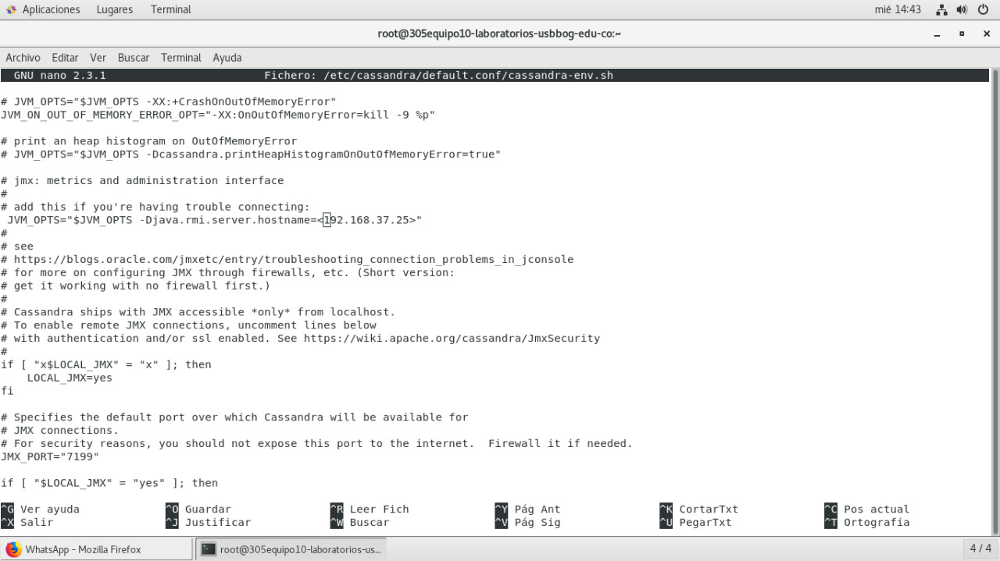 Aplicaciones Lugares Terminal mié 14:43
root@305equipo10-laboratorios-usbbog-edu-co:~
Archivo Editar Ver Buscar Terminal Ayuda
GNU nano 2.3.1 Fichero: /etc/cassandra/default.conf/cassandra-env.sh
# JVM_OPTS="$JVM_OPTS -XX:+CrashOnOutOfMemoryError"
JVM_ON_OUT_OF_MEMORY_ERROR_OPT="-XX:OnOutOfMemoryError=kill -9 %p"
# print an heap histogram on OutOfMemoryError
# JVM_OPTS="$JVM_OPTS -Dcassandra.printHeapHistogramOnOutOfMemoryError=true"
# jmx: metrics and administration interface
#
# add this if you're having trouble connecting:
JVM_OPTS="$JVM_OPTS -Djava.rmi.server.hostname=<192.168.37.25>"
#
# see
# https://blogs.oracle.com/jmxetc/entry/troubleshooting_connection_problems_in_jconsole
# for more on configuring JMX through firewalls, etc. (Short version:
# get it working with no firewall first.)
#
# Cassandra ships with JMX accessible *only* from localhost.
# To enable remote JMX connections, uncomment lines below
# with authentication and/or ssl enabled. See https://wiki.apache.org/cassandra/JmxSecurity
#
if [ "x$LOCAL_JMX" = "x" ]; then
    LOCAL_JMX=yes
fi
# Specifies the default port over which Cassandra will be available for
# JMX connections.
# For security reasons, you should not expose this port to the internet.  Firewall it if needed.
JMX_PORT="7199"
if [ "$LOCAL_JMX" = "yes" ]; then
^G Ver ayuda ^O Guardar ^R Leer Fich ^Y Pág Ant ^K CortarTxt ^C Pos actual
^X Salir ^J Justificar ^W Buscar ^V Pág Sig ^U PegarTxt ^T Ortografía
WhatsApp - Mozilla Firefox root@305equipo10-laboratorios-us... 4 / 4